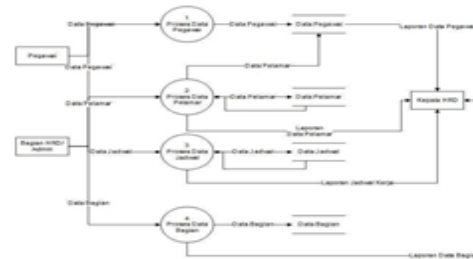 Data Pegawai
1
Proses Data
Pegawai
Data Pegawai
Data Pegawai
Laporan Data Pegawai
Pegawai
Data Pegawai
Data Pelamar
Data Pelamar
2
Proses Data
Pelamar
Data Pelamar
Data Pelamar
Kepala HRD
Laporan
Data Pelamar
Bagian HRD/
Admin
Data Jadwal
3
Proses Data
Jadwal
Data Jadwal
Data Jadwal
Laporan Jadwal Kerja
Data Bagian
4
Proses Data
Bagian
Data Bagian
Data Bagian
Laporan Data Bagian